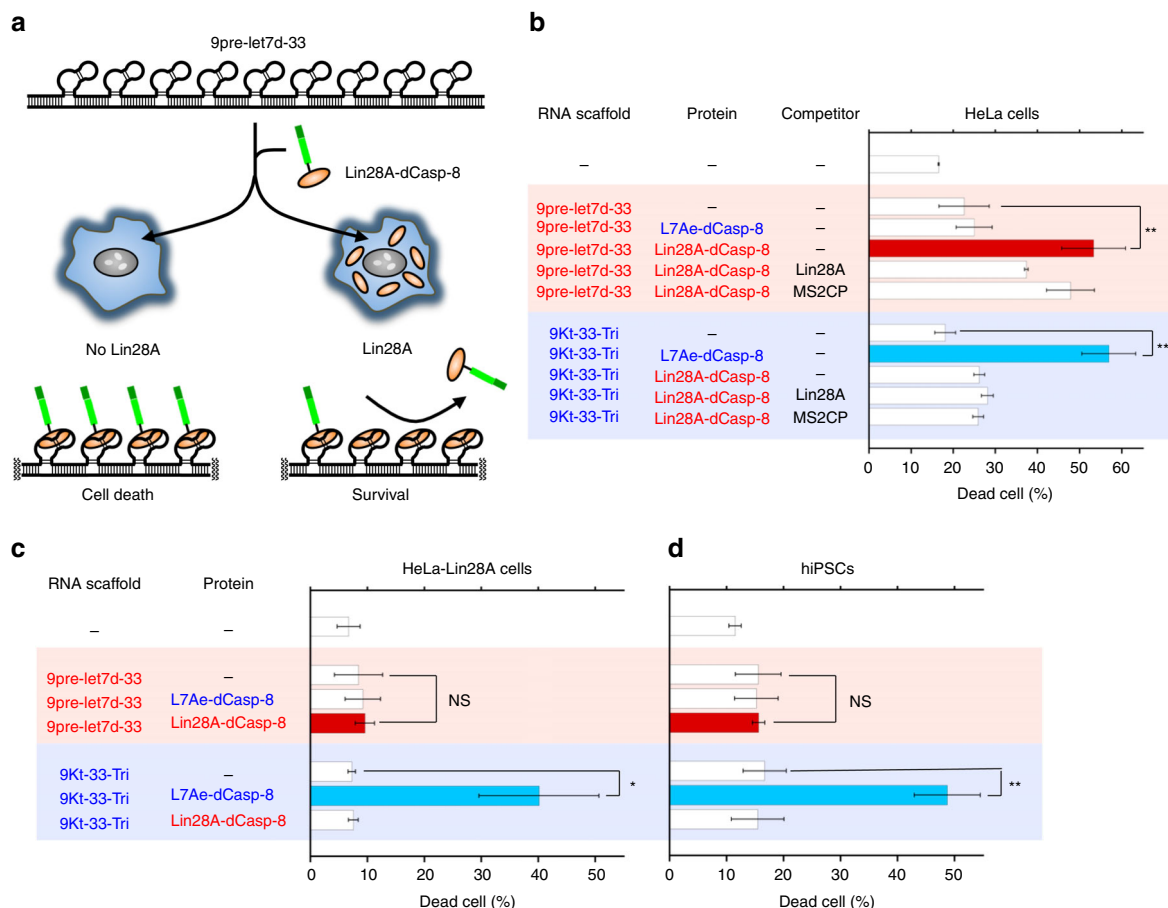 a
9pre-let7d-33
Lin28A-dCasp-8
No Lin28A
Lin28A
Cell death
Survival
b
RNA scaffold Protein Competitor HeLa cells
– – –
9pre-let7d-33 –
9pre-let7d-33 L7Ae-dCasp-8 –
9pre-let7d-33 Lin28A-dCasp-8 –
9pre-let7d-33 Lin28A-dCasp-8 Lin28A
9pre-let7d-33 Lin28A-dCasp-8 MS2CP
**
9Kt-33-Tri – –
9Kt-33-Tri L7Ae-dCasp-8 –
9Kt-33-Tri Lin28A-dCasp-8 –
9Kt-33-Tri Lin28A-dCasp-8 Lin28A
9Kt-33-Tri Lin28A-dCasp-8 MS2CP
**
0 10 20 30 40 50 60
Dead cell (%)
c
RNA scaffold Protein HeLa-Lin28A cells
– –
9pre-let7d-33 –
9pre-let7d-33 L7Ae-dCasp-8
9pre-let7d-33 Lin28A-dCasp-8
NS
9Kt-33-Tri –
9Kt-33-Tri L7Ae-dCasp-8
9Kt-33-Tri Lin28A-dCasp-8
*
0 10 20 30 40 50
Dead cell (%)
d
hiPSCs
NS
**
0 10 20 30 40 50
Dead cell (%)